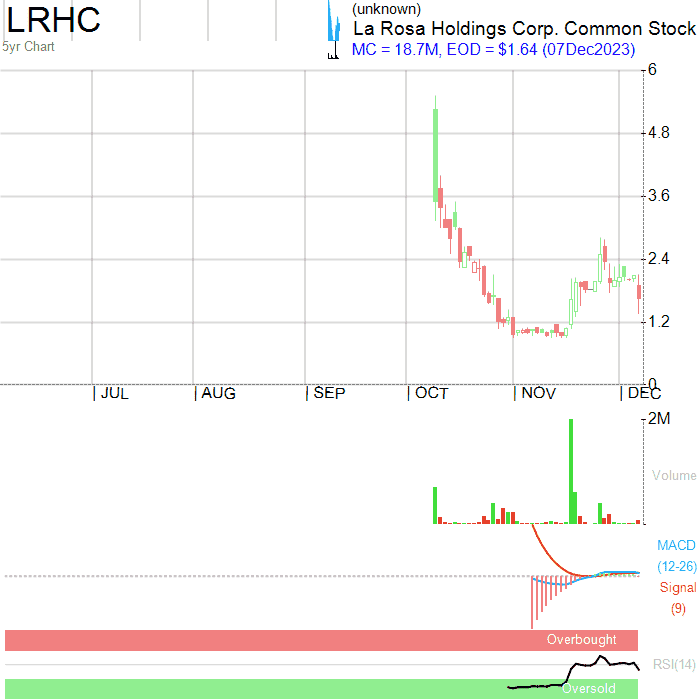 LRHC
5yr Chart
(unknown)
La Rosa Holdings Corp. Common Stock
MC = 18.7M, EOD = $1.64 (07Dec2023)
6
4.8
3.6
2.4
1.2
0
JUL AUG SEP OCT NOV DEC
2M
Volume
MACD
(12-26)
Signal
(9)
Overbought
RSI(14)
Oversold